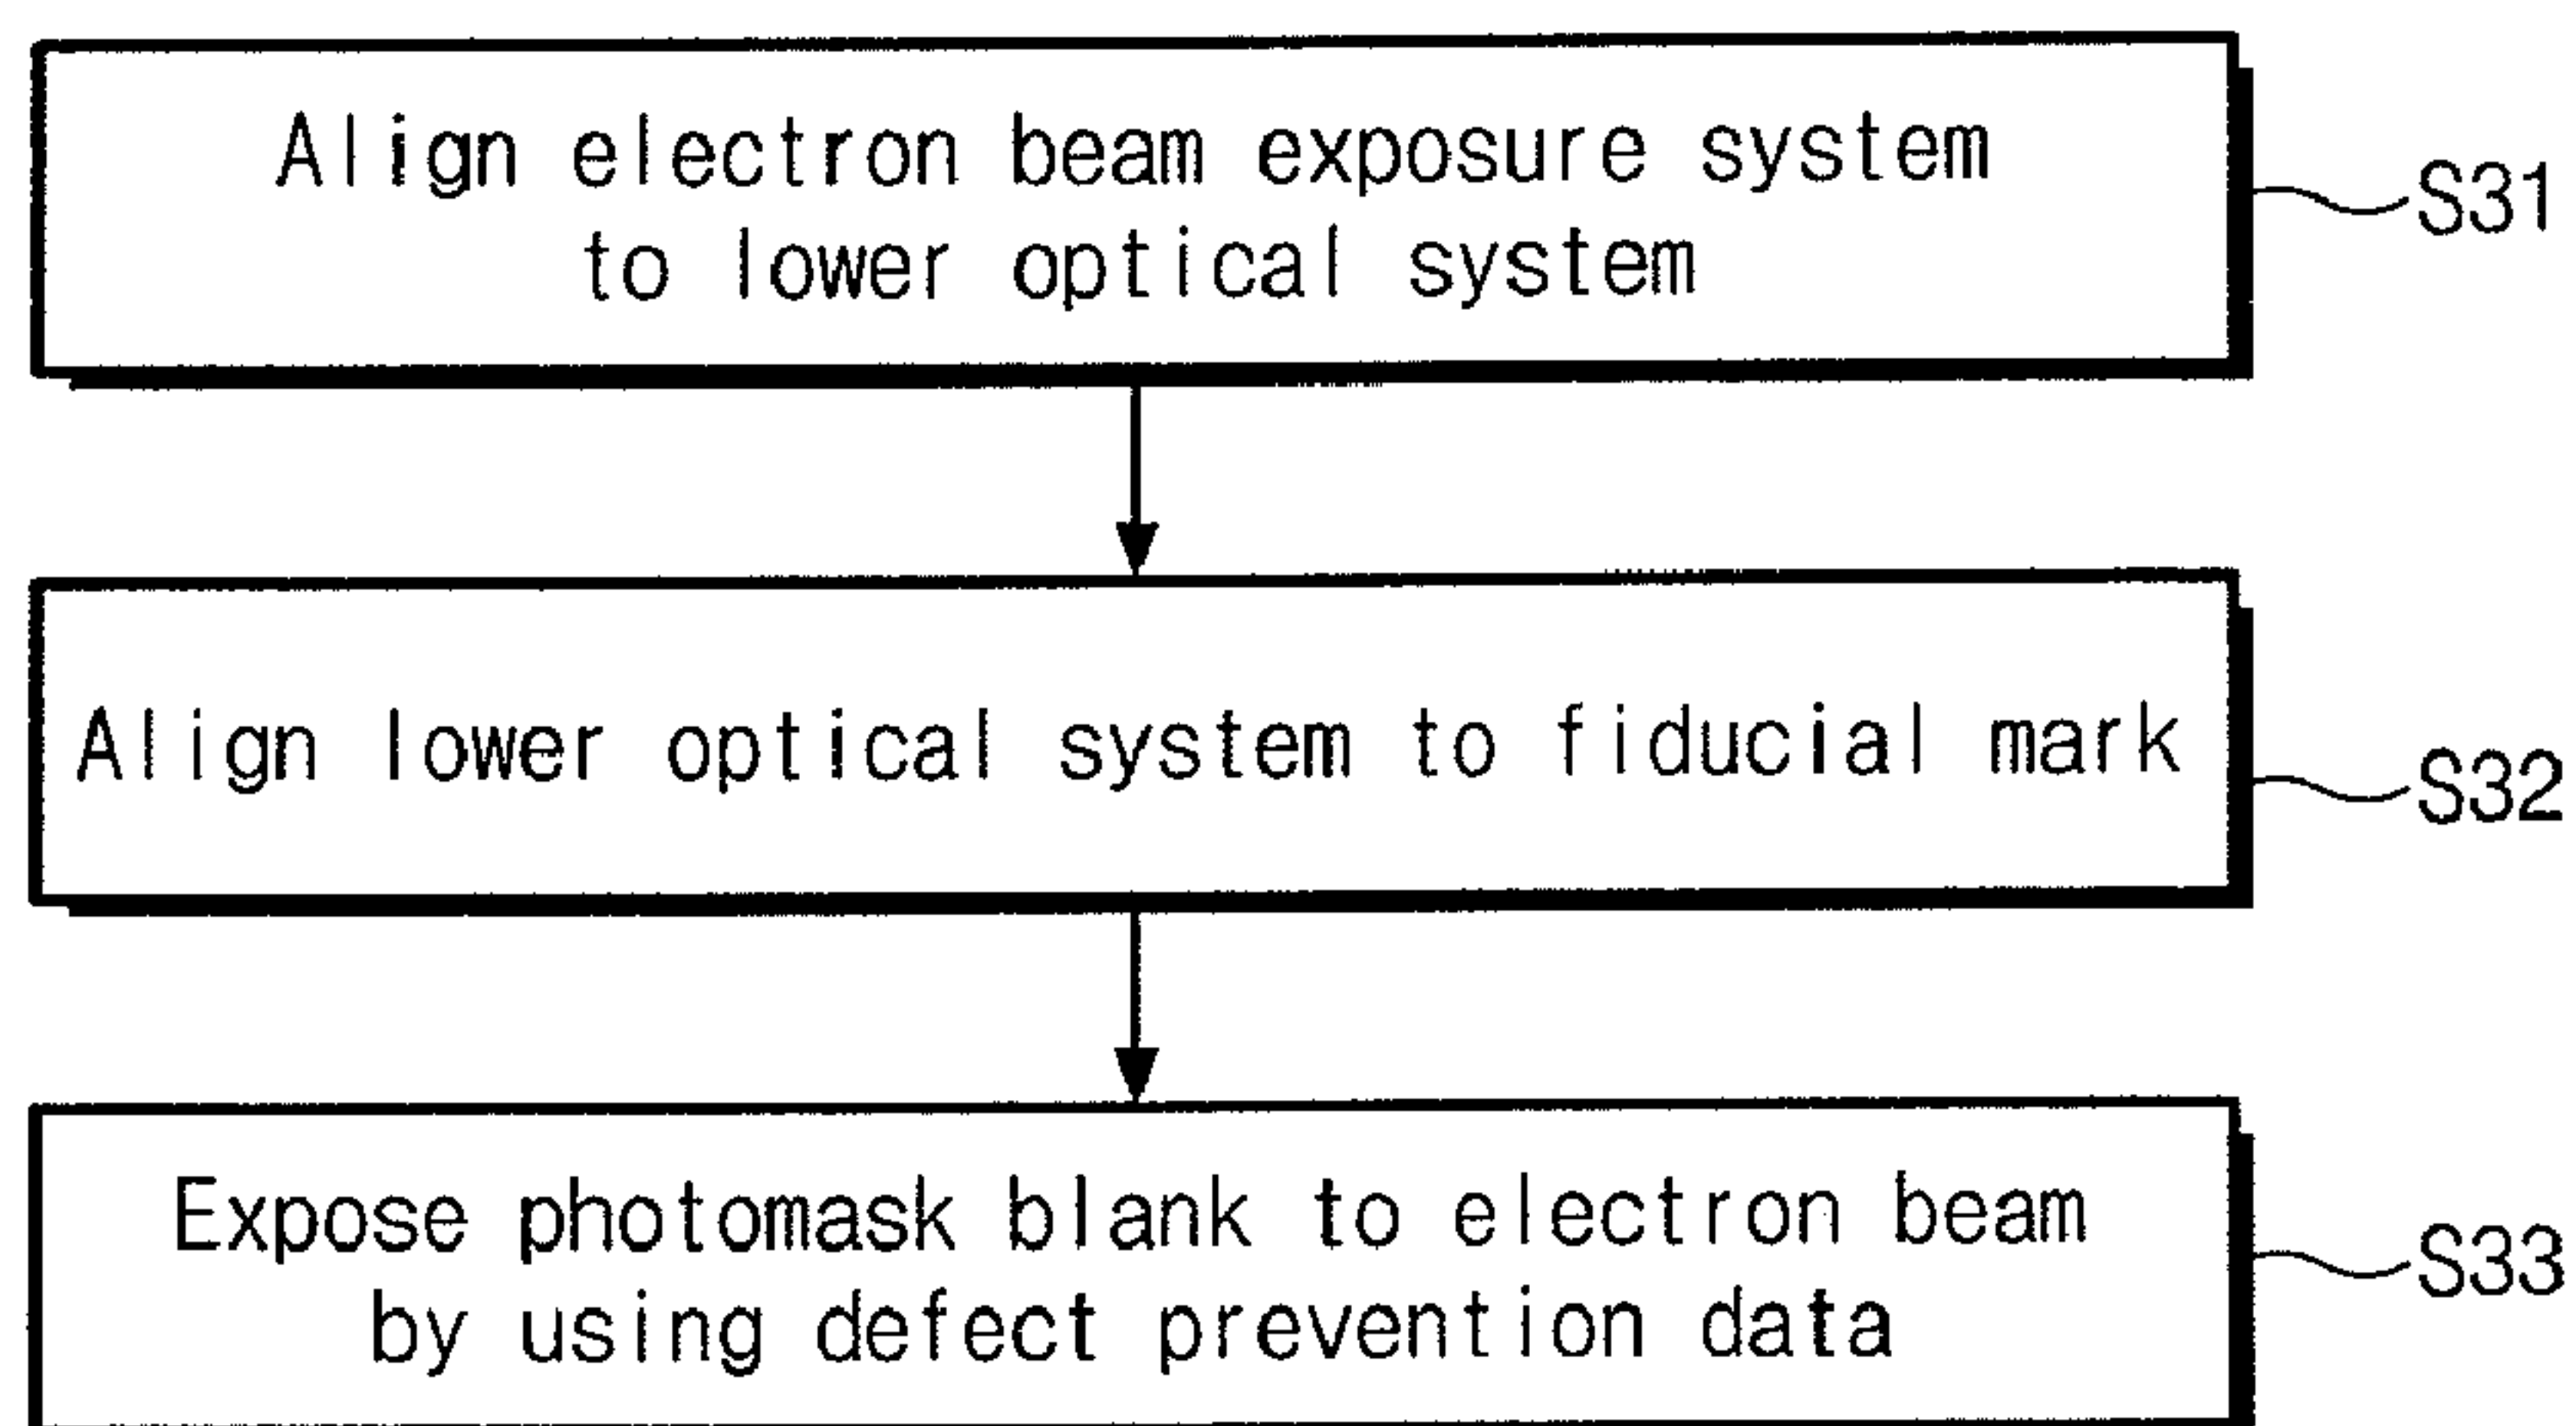 Align electron beam exposure system
to lower optical system
S31
Align lower optical system to fiducial mark
S32
Expose photomask blank to electron beam
by using defect prevention data
S33